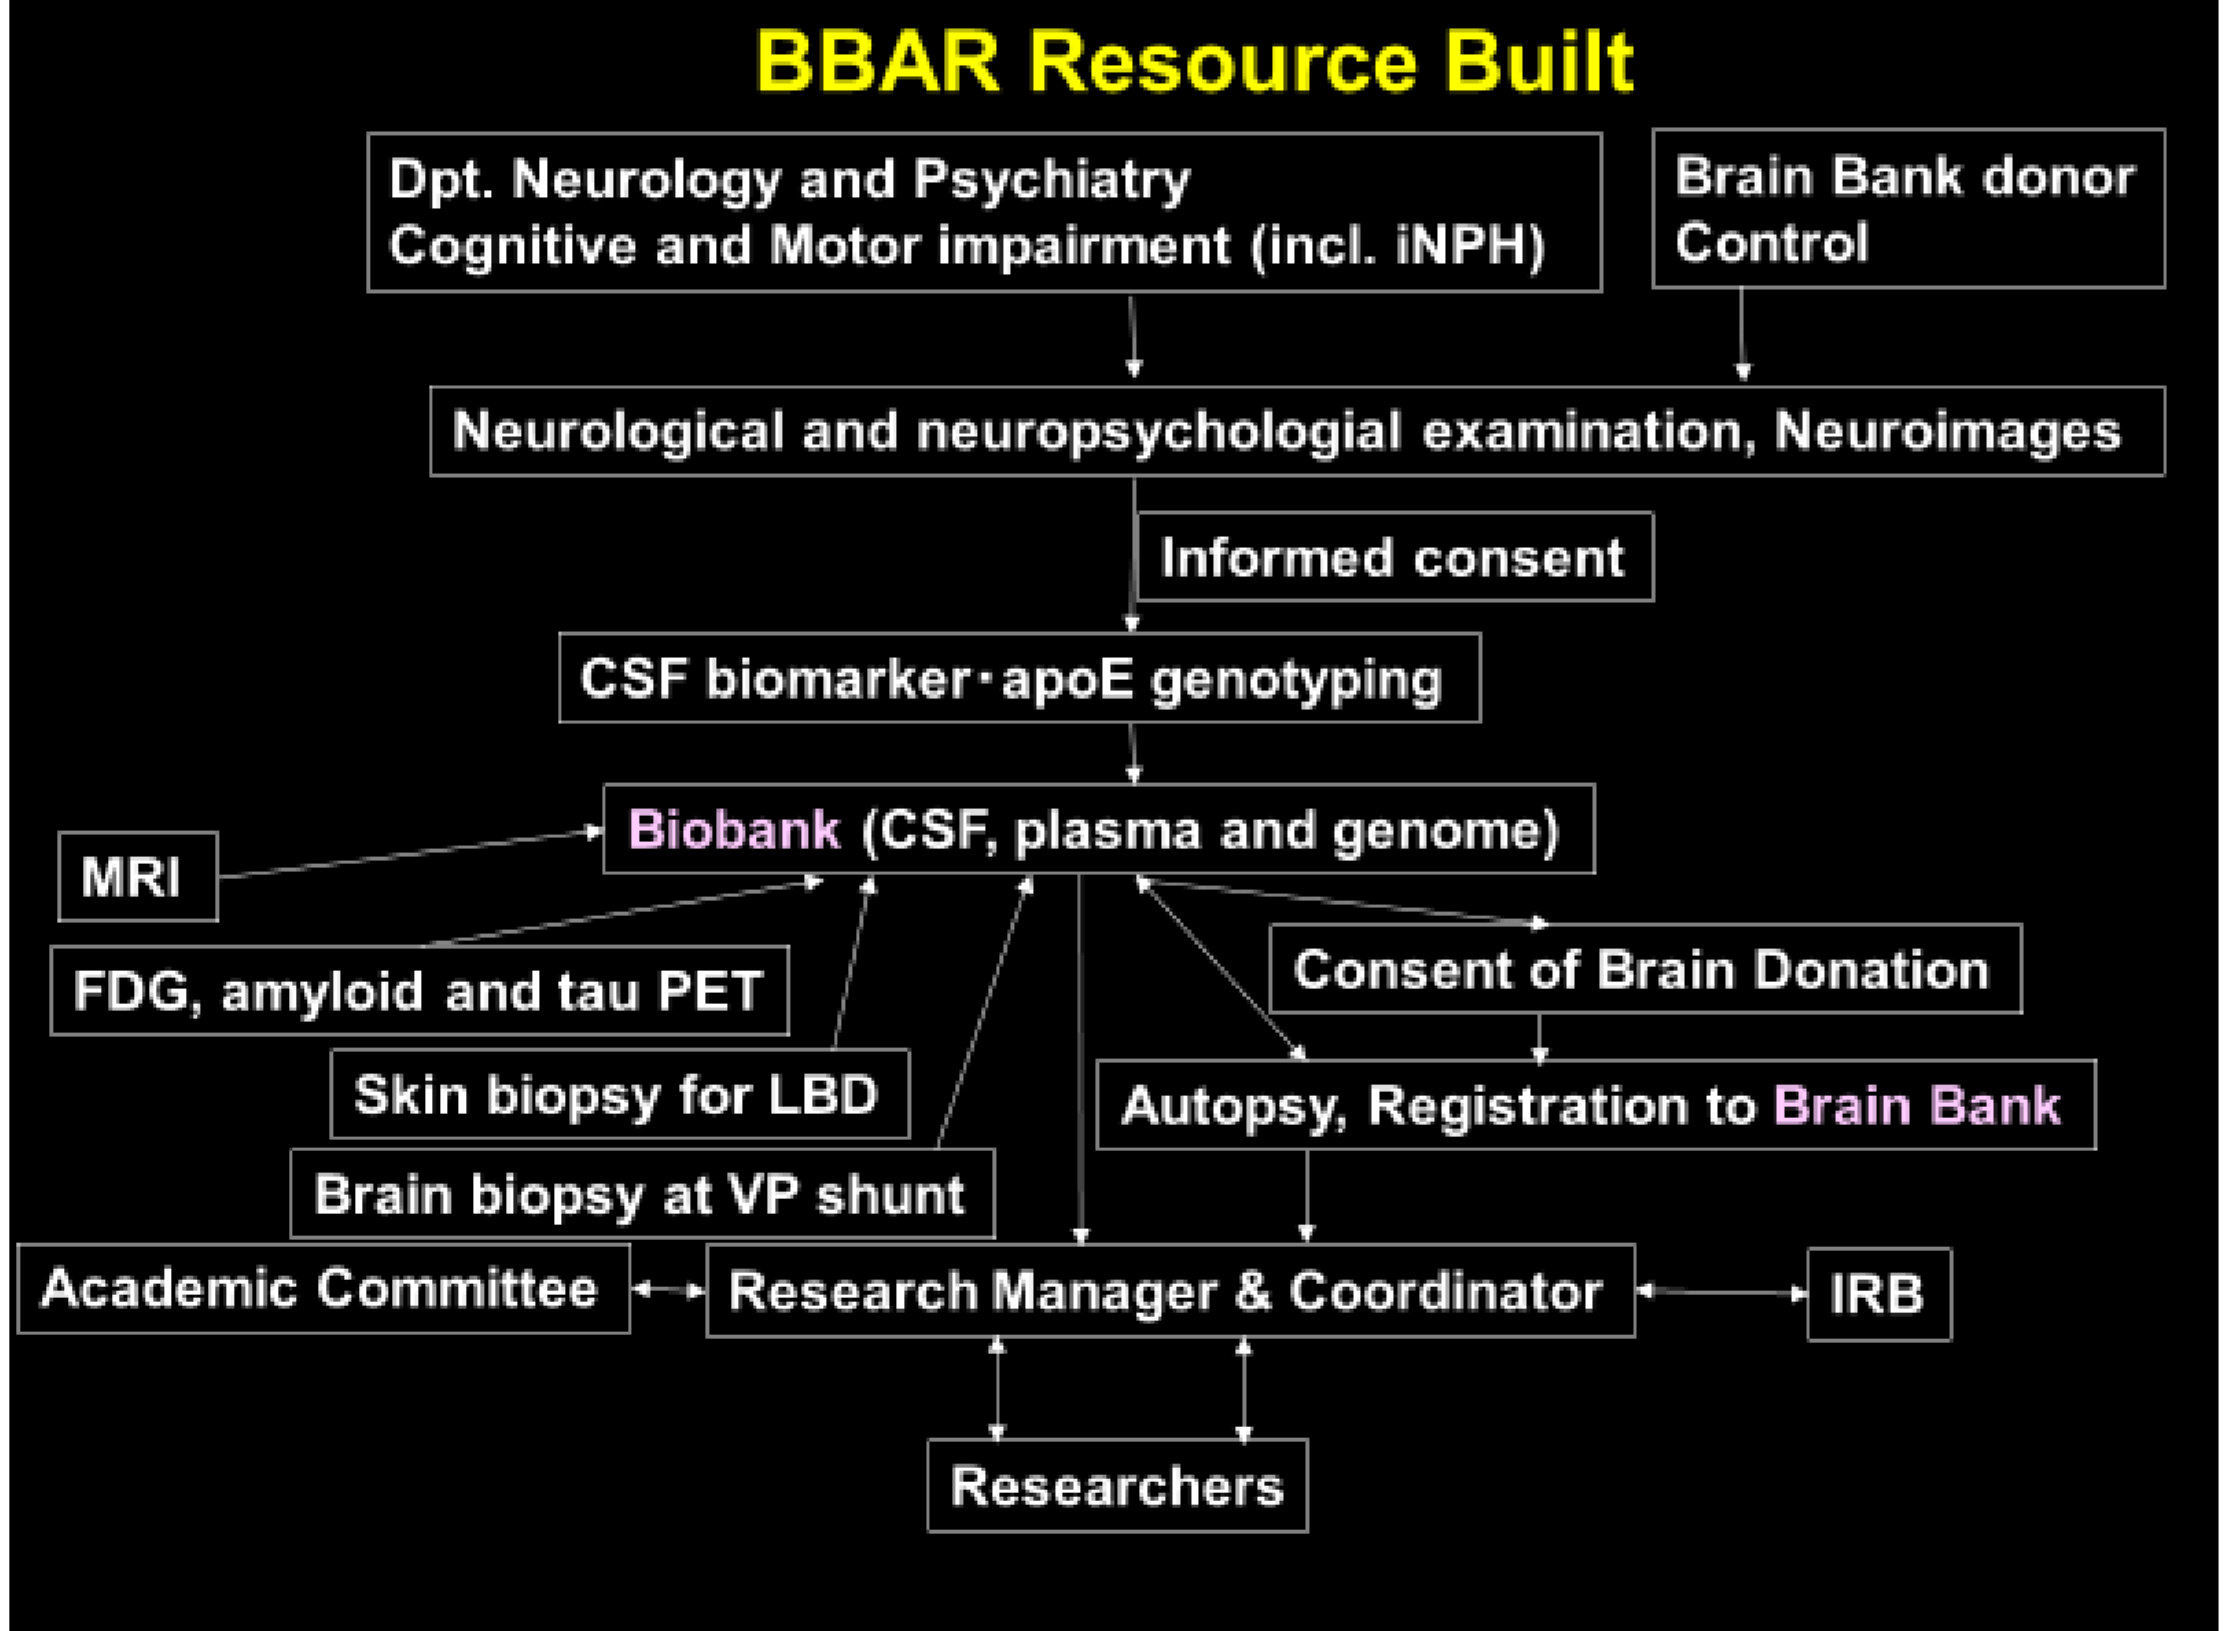 BBAR Resource Built
Dpt. Neurology and Psychiatry
Cognitive and Motor impairment (incl. iNPH)
Brain Bank donor
Control
Neurological and neuropsychologial examination, Neuroimages
Informed consent
CSF biomarker･apoE genotyping
Biobank (CSF, plasma and genome)
MRI
FDG, amyloid and tau PET
Consent of Brain Donation
Skin biopsy for LBD
Autopsy, Registration to Brain Bank
Brain biopsy at VP shunt
Academic Committee
Research Manager & Coordinator
IRB
Researchers